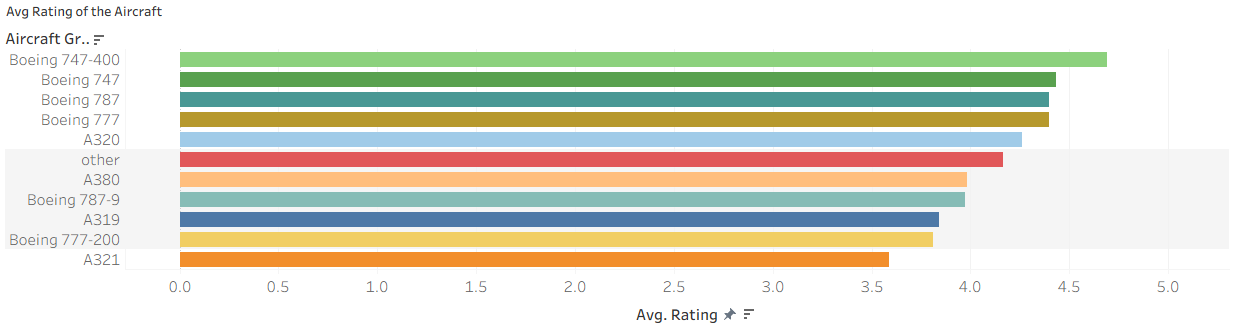 Avg Rating of the Aircraft
Aircraft Gr..
Boeing 747-400
Boeing 747
Boeing 787
Boeing 777
A320
other
A380
Boeing 787-9
A319
Boeing 777-200
A321
0.0 0.5 1.0 1.5 2.0 2.5 3.0 3.5 4.0 4.5 5.0
Avg. Rating